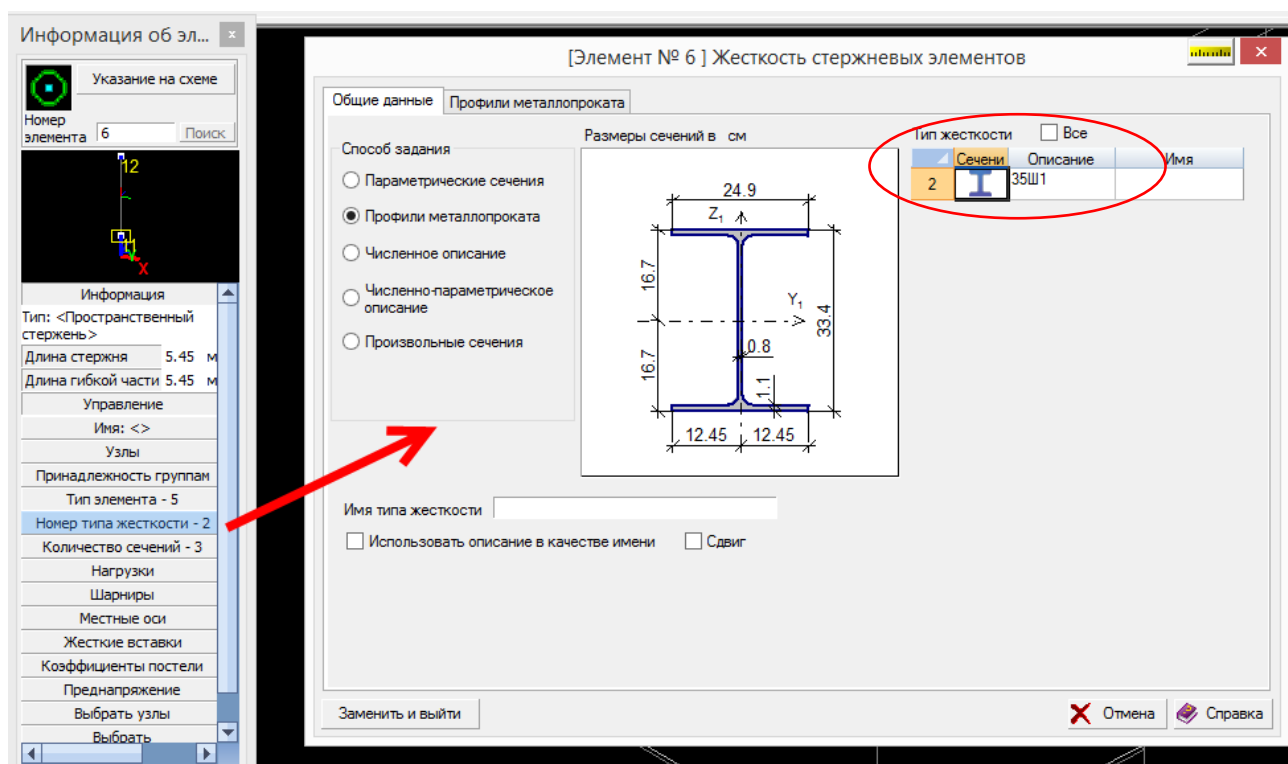 Информация об эл...
Указание на схеме
Номер
элемента
6
Поиск
12
11
X
Информация
Тип: <Пространственный
стержень>
Длина стержня 5.45 м
Длина гибкой части 5.45 м
Управление
Имя: <>
Узлы
Принадлежность группам
Тип элемента - 5
Номер типа жесткости - 2
Количество сечений - 3
Нагрузки
Шарниры
Местные оси
Жесткие вставки
Коэффициенты постели
Преднапряжение
Выбрать узлы
Выбрать
[Элемент № 6 ] Жесткость стержневых элементов
Общие данные
Профили металлопроката
Способ задания
Параметрические сечения
Профили металлопроката
Численное описание
Численно-параметрическое
описание
Произвольные сечения
Размеры сечений в см
24.9
Z₁
16.7
Y₁
33.4
0.8
16.7
1.1
12.45 12.45
Тип жесткости
Все
Сечени Описание Имя
2 35Ш1
Имя типа жесткости
Использовать описание в качестве имени
Сдвиг
Заменить и выйти
Отмена
Справка